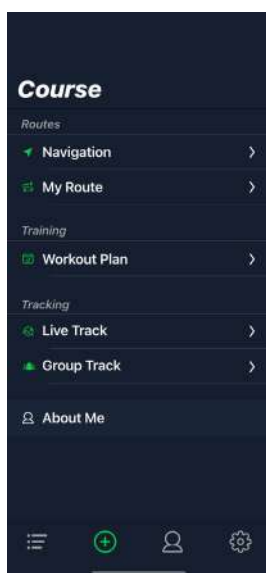 Course
Routes
Navigation
My Route
Training
Workout Plan
Tracking
Live Track
Group Track
About Me